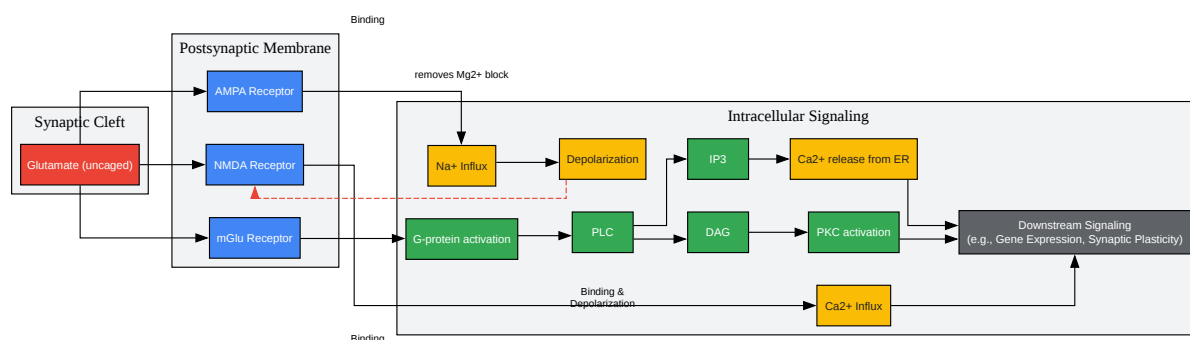 Binding
Postsynaptic Membrane
AMPA Receptor
removes Mg2+ block
Synaptic Cleft
Intracellular Signaling
Glutamate (uncaged)
NMDA Receptor
Na+ Influx
Depolarization
IP3
Ca2+ release from ER
mGlu Receptor
G-protein activation
PLC
DAG
PKC activation
Downstream Signaling
(e.g., Gene Expression, Synaptic Plasticity)
Binding &
Depolarization
Ca2+ Influx
Binding